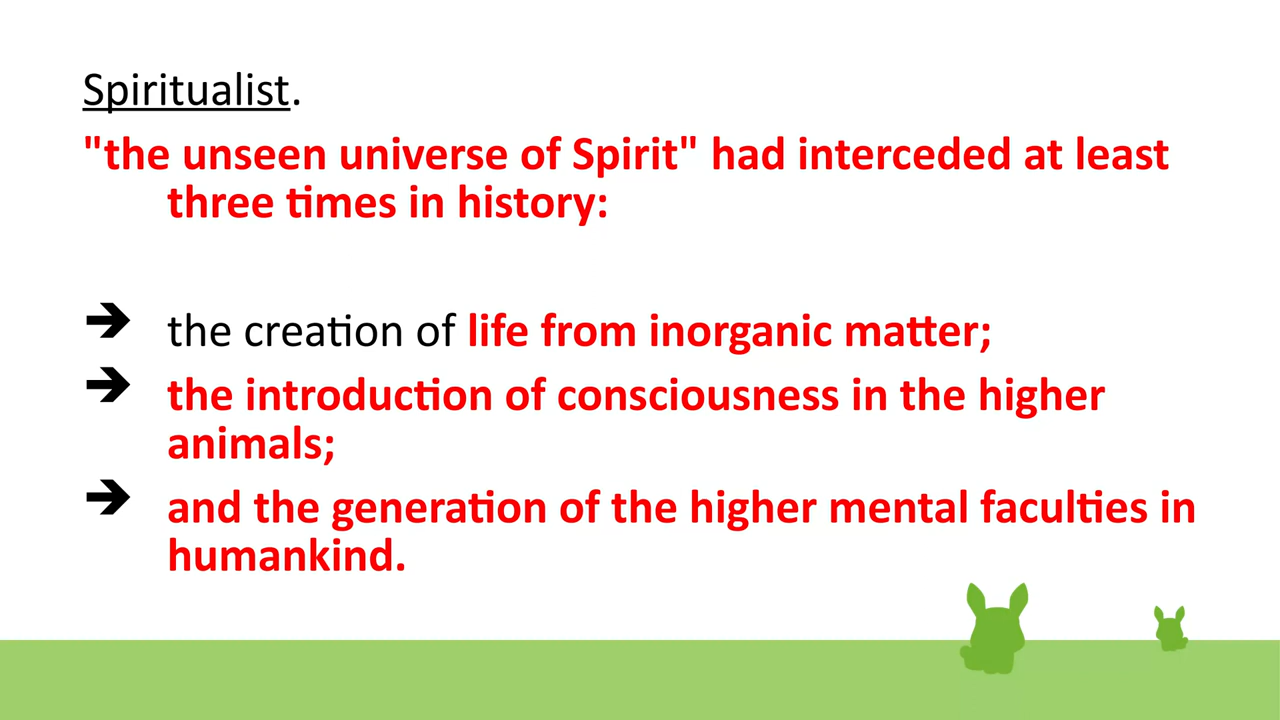 Spiritualist.
"the unseen universe of Spirit" had interceded at least
three times in history:
➔ the creation of life from inorganic matter;
➔ the introduction of consciousness in the higher
animals;
➔ and the generation of the higher mental faculties in
humankind.